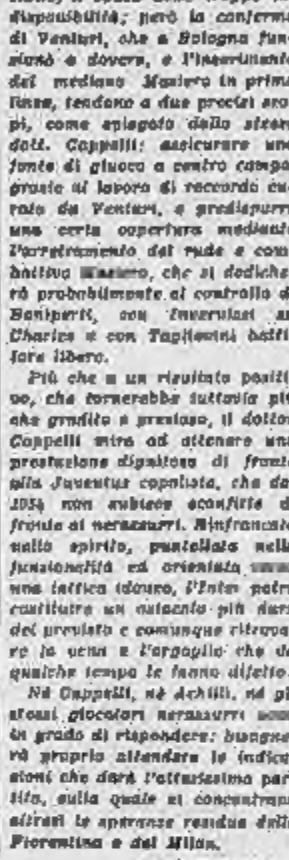 disponibilità; però la conferma
di Venturi, che a Bologna fun
zionò a dovere, e l'inserimento
del mediano Masiero in prima
linea, tendono a due precisi sco
pi, come spiegato dallo stesso
dott. Cappelli: assicurare una
fonte di giuoco a centro campo
grazie al lavoro di raccordo cu
rato da Venturi, e predisporre
una certa copertura mediante
l'arretramento del rude e com
battivo che si dediche
rà probabilmente al controllo di
Boniperti, con Invernizzi su
Charles e con Tagliavini batti
tore libero.
Più che a un risultato positi
vo, che tornerebbe tuttavia più
che gradito e prezioso, il dottor
Cappelli mira ad ottenere una
prestazione dignitosa di fronte
alla Juventus capolista, che dal
1954 non subisce sconfitte di
fronte ai nerazzurri. Rinfrancato
nello spirito, puntellato nella
funzionalità ed orientato
una tattica idonea, l'Inter potrà
costituire un ostacolo più duro
del previsto e comunque ritrova
re la vena e l'orgoglio che da
qualche tempo le fanno difetto.
Né Cappelli, né Achilli, né gli
stessi giocatori nerazzurri sono
in grado di rispondere: bisogne
rà proprio attendere le indica
zioni che darà l'attesissima par
tita, sulla quale si concentrano
altresì le speranze residue della
Fiorentina e del Milan.